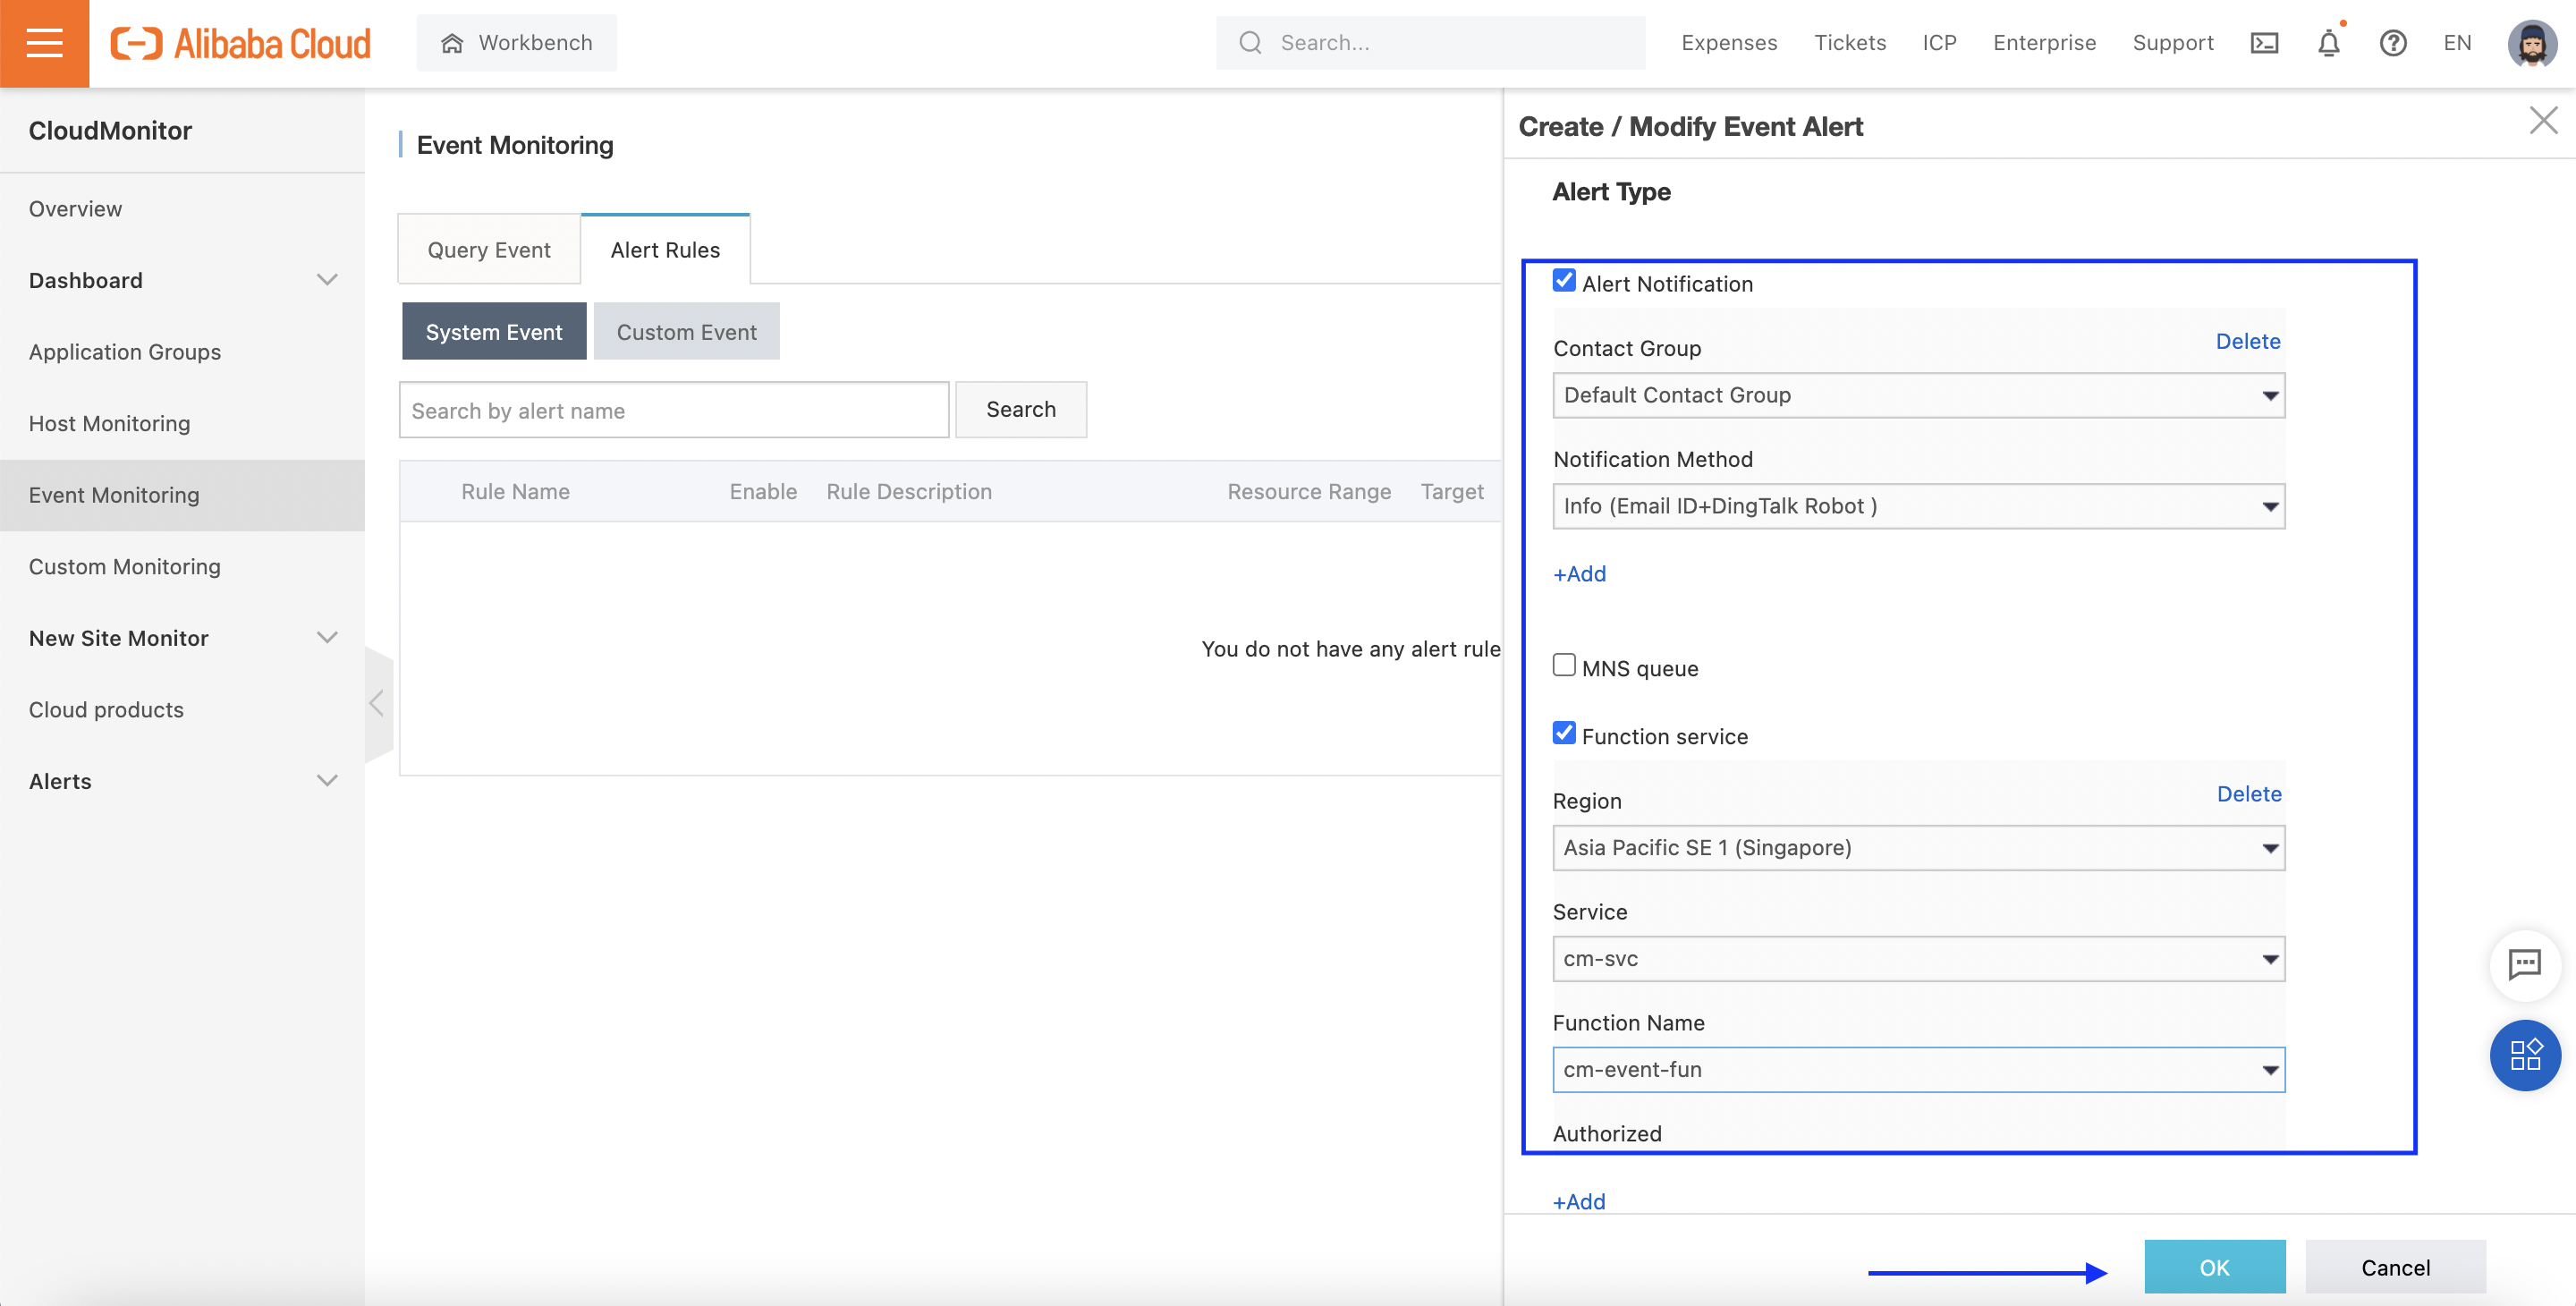 Alibaba Cloud
Workbench
Search...
Expenses
Tickets
ICP
Enterprise
Support
EN
CloudMonitor
Overview
Dashboard
Application Groups
Host Monitoring
Event Monitoring
Custom Monitoring
New Site Monitor
Cloud products
Alerts
Event Monitoring
Query Event
Alert Rules
System Event
Custom Event
Search by alert name
Search
Rule Name
Enable
Rule Description
Resource Range
Target
You do not have any alert rule
Create / Modify Event Alert
Alert Type
Alert Notification
Contact Group
Delete
Default Contact Group
Notification Method
Info (Email ID+DingTalk Robot )
+Add
MNS queue
Function service
Region
Delete
Asia Pacific SE 1 (Singapore)
Service
cm-svc
Function Name
cm-event-fun
Authorized
+Add
OK
Cancel